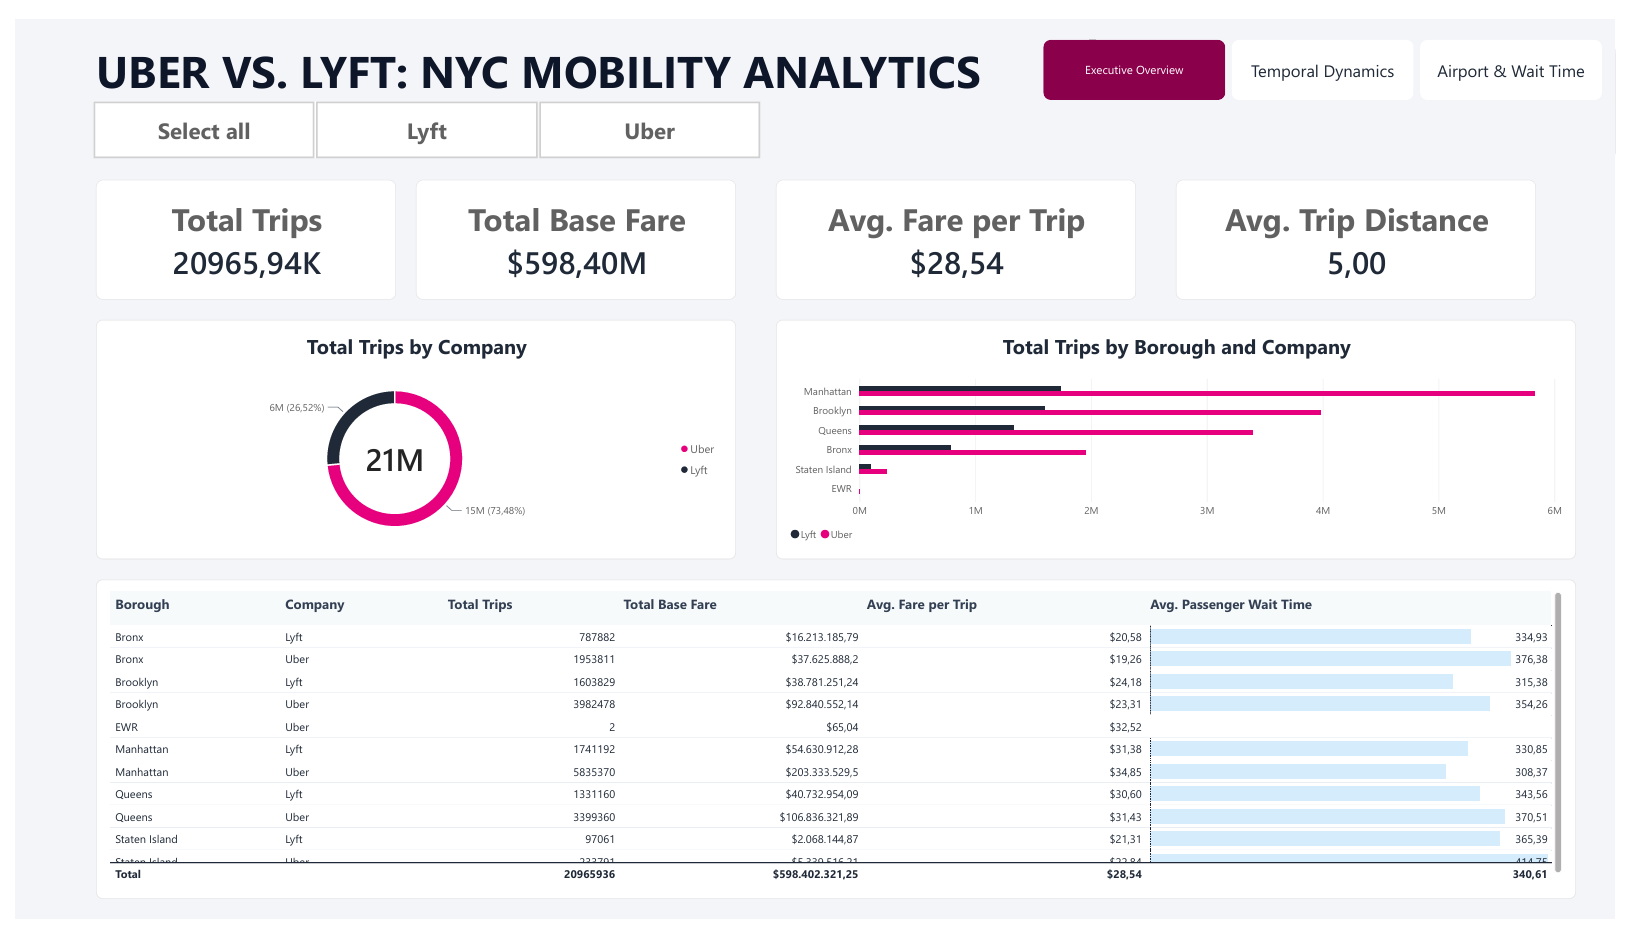 UBER VS. LYFT: NYC MOBILITY ANALYTICS
Executive Overview
Temporal Dynamics
Airport & Wait Time
Select all
Lyft
Uber
Total Trips
20965,94K
Total Base Fare
$598,40M
Avg. Fare per Trip
$28,54
Avg. Trip Distance
5,00
Total Trips by Company
6M (26,52%)
21M
15M (73,48%)
Uber
Lyft
Total Trips by Borough and Company
Manhattan
Brooklyn
Queens
Bronx
Staten Island
EWR
0M 1M 2M 3M 4M 5M 6M
Lyft Uber
Borough Company Total Trips Total Base Fare Avg. Fare per Trip Avg. Passenger Wait Time
Bronx Lyft 787882 $16.213.185,79 $20,58 334,93
Bronx Uber 1953811 $37.625.888,2 $19,26 376,38
Brooklyn Lyft 1603829 $38.781.251,24 $24,18 315,38
Brooklyn Uber 3982478 $92.840.552,14 $23,31 354,26
EWR Uber 2 $65,04 $32,52
Manhattan Lyft 1741192 $54.630.912,28 $31,38 330,85
Manhattan Uber 5835370 $203.333.529,5 $34,85 308,37
Queens Lyft 1331160 $40.732.954,09 $30,60 343,56
Queens Uber 3399360 $106.836.321,89 $31,43 370,51
Staten Island Lyft 97061 $2.068.144,87 $21,31 365,39
Staten Island Uber
Total 20965936 $598.402.321,25 $28,54 340,61